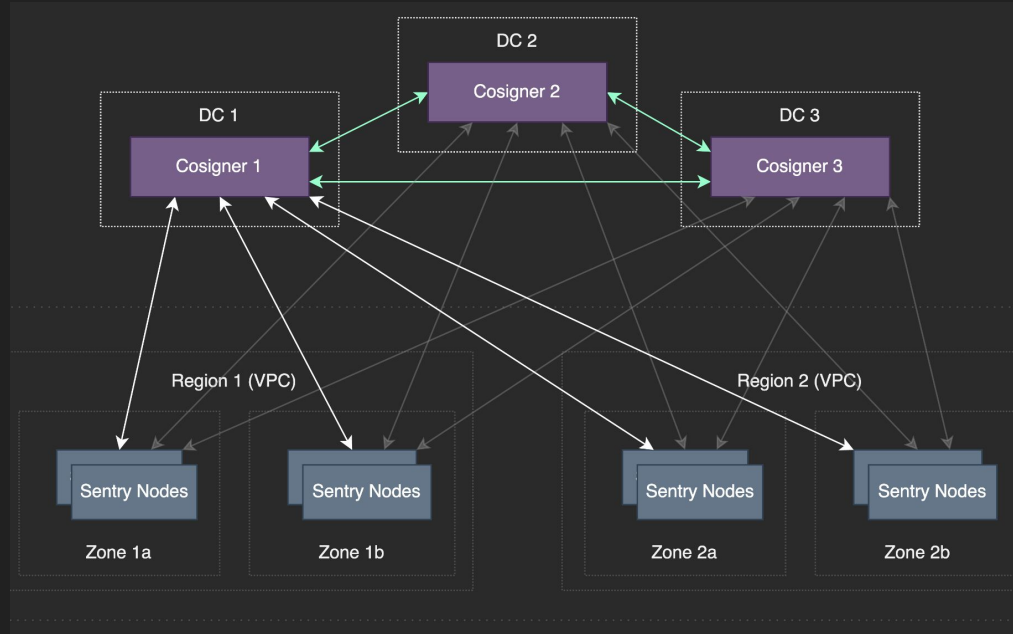 DC 2
Cosigner 2
DC 1
Cosigner 1
DC 3
Cosigner 3
Region 1 (VPC)
Region 2 (VPC)
Sentry Nodes
Sentry Nodes
Sentry Nodes
Sentry Nodes
Zone 1a
Zone 1b
Zone 2a
Zone 2b